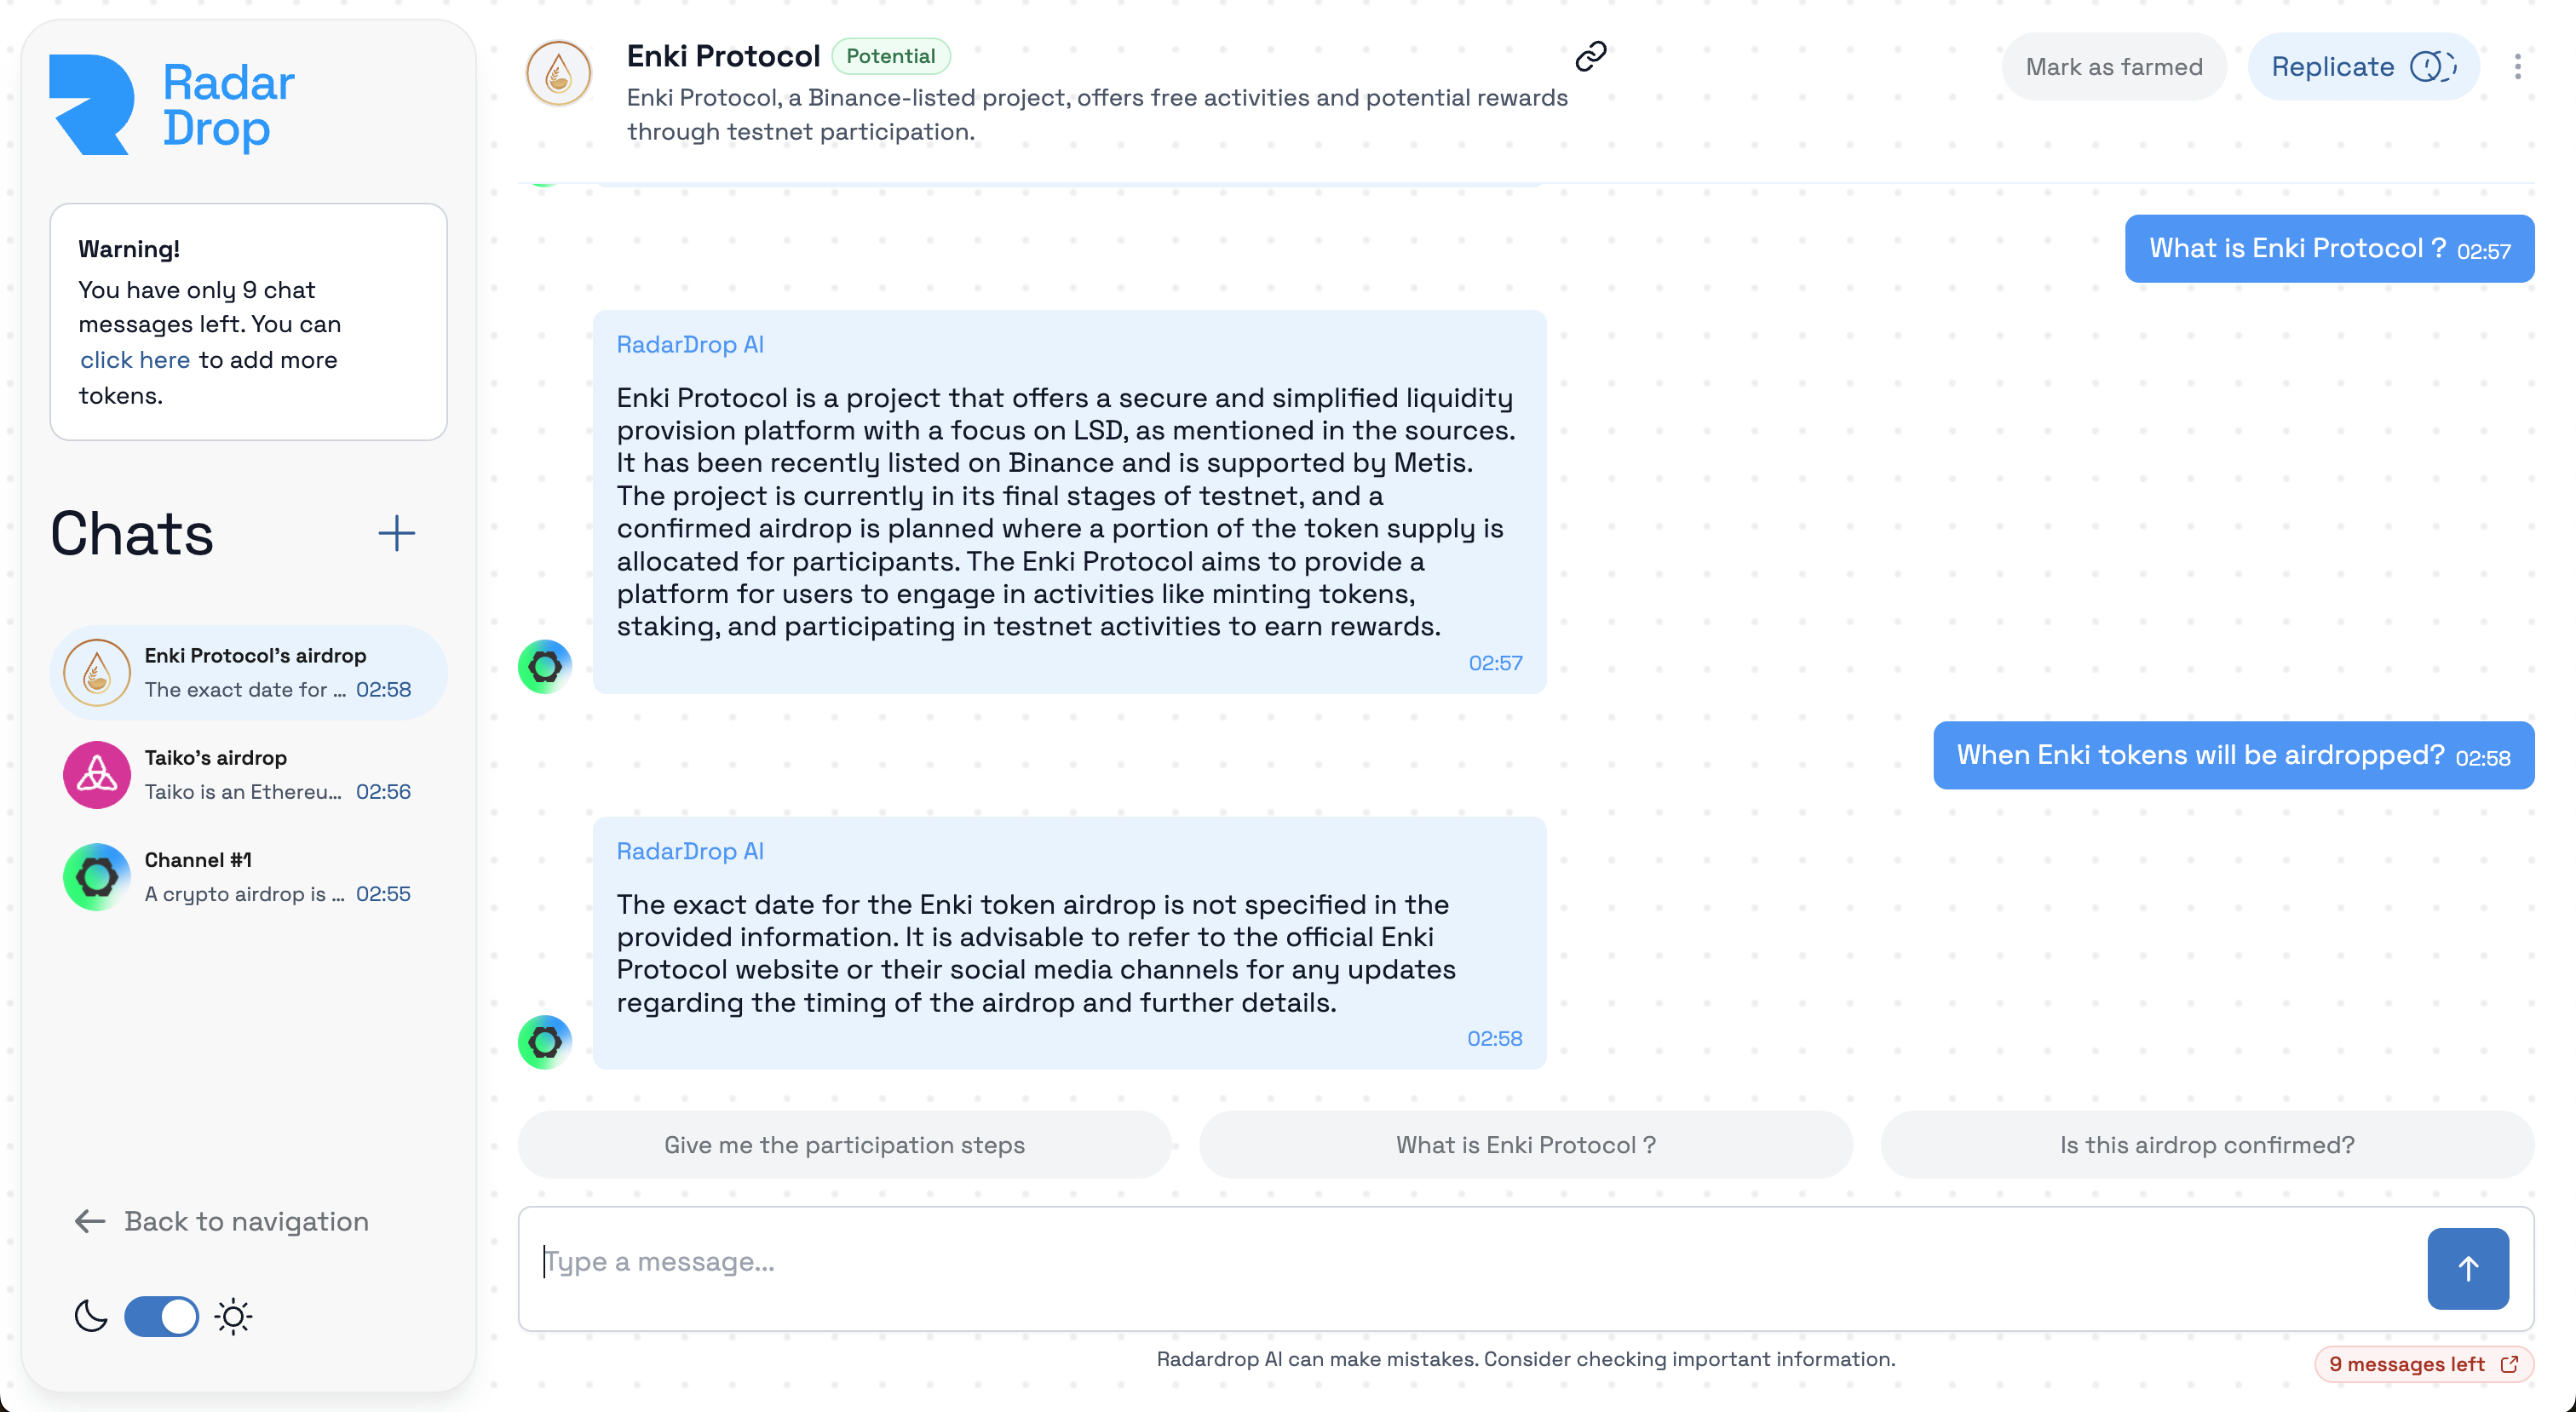 Radar
Drop
Warning!
You have only 9 chat
messages left. You can
click here to add more
tokens.
Chats
Enki Protocol's airdrop
The exact date for ... 02:58
Taiko's airdrop
Taiko is an Ethereu... 02:56
Channel #1
A crypto airdrop is ... 02:55
Back to navigation
Enki Protocol Potential
Enki Protocol, a Binance-listed project, offers free activities and potential rewards
through testnet participation.
Mark as farmed
Replicate
What is Enki Protocol ? 02:57
RadarDrop AI
Enki Protocol is a project that offers a secure and simplified liquidity
provision platform with a focus on LSD, as mentioned in the sources.
It has been recently listed on Binance and is supported by Metis.
The project is currently in its final stages of testnet, and a
confirmed airdrop is planned where a portion of the token supply is
allocated for participants. The Enki Protocol aims to provide a
platform for users to engage in activities like minting tokens,
staking, and participating in testnet activities to earn rewards.
02:57
When Enki tokens will be airdropped? 02:58
RadarDrop AI
The exact date for the Enki token airdrop is not specified in the
provided information. It is advisable to refer to the official Enki
Protocol website or their social media channels for any updates
regarding the timing of the airdrop and further details.
02:58
Give me the participation steps
What is Enki Protocol ?
Is this airdrop confirmed?
Type a message...
Radardrop AI can make mistakes. Consider checking important information.
9 messages left